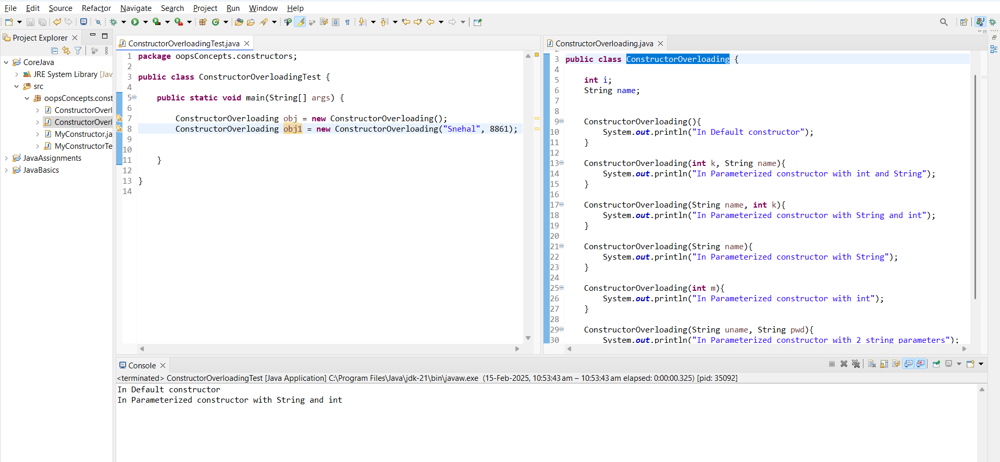 File Edit Source Refactor Navigate Search Project Run Window Help
Project Explorer
CoreJava
JRE System Library [Jav
src
oopsConcepts.const
ConstructorOverl
ConstructorOverl
MyConstructor.ja
MyConstructorTe
JavaAssignments
JavaBasics
ConstructorOverloadingTest.java
1 package oopsConcepts.constructors;
2
3 public class ConstructorOverloadingTest {
4
5 public static void main(String[] args) {
6
7 ConstructorOverloading obj = new ConstructorOverloading();
8 ConstructorOverloading obj1 = new ConstructorOverloading("Snehal", 8861);
9
10
11 }
12
13 }
14
ConstructorOverloading.java
3 public class ConstructorOverloading {
4
5 int i;
6 String name;
7
8
9 ConstructorOverloading(){
10 System.out.println("In Default constructor");
11 }
12
13 ConstructorOverloading(int k, String name){
14 System.out.println("In Parameterized constructor with int and String");
15 }
16
17 ConstructorOverloading(String name, int k){
18 System.out.println("In Parameterized constructor with String and int");
19 }
20
21 ConstructorOverloading(String name){
22 System.out.println("In Parameterized constructor with String");
23 }
24
25 ConstructorOverloading(int m){
26 System.out.println("In Parameterized constructor with int");
27 }
28
29 ConstructorOverloading(String uname, String pwd){
30 System.out.println("In Parameterized constructor with 2 string parameters");
Console
<terminated> ConstructorOverloadingTest [Java Application] C:\Program Files\Java\jdk-21\bin\javaw.exe (15-Feb-2025, 10:53:43 am – 10:53:43 am elapsed: 0:00:00.325) [pid: 35092]
In Default constructor
In Parameterized constructor with String and int